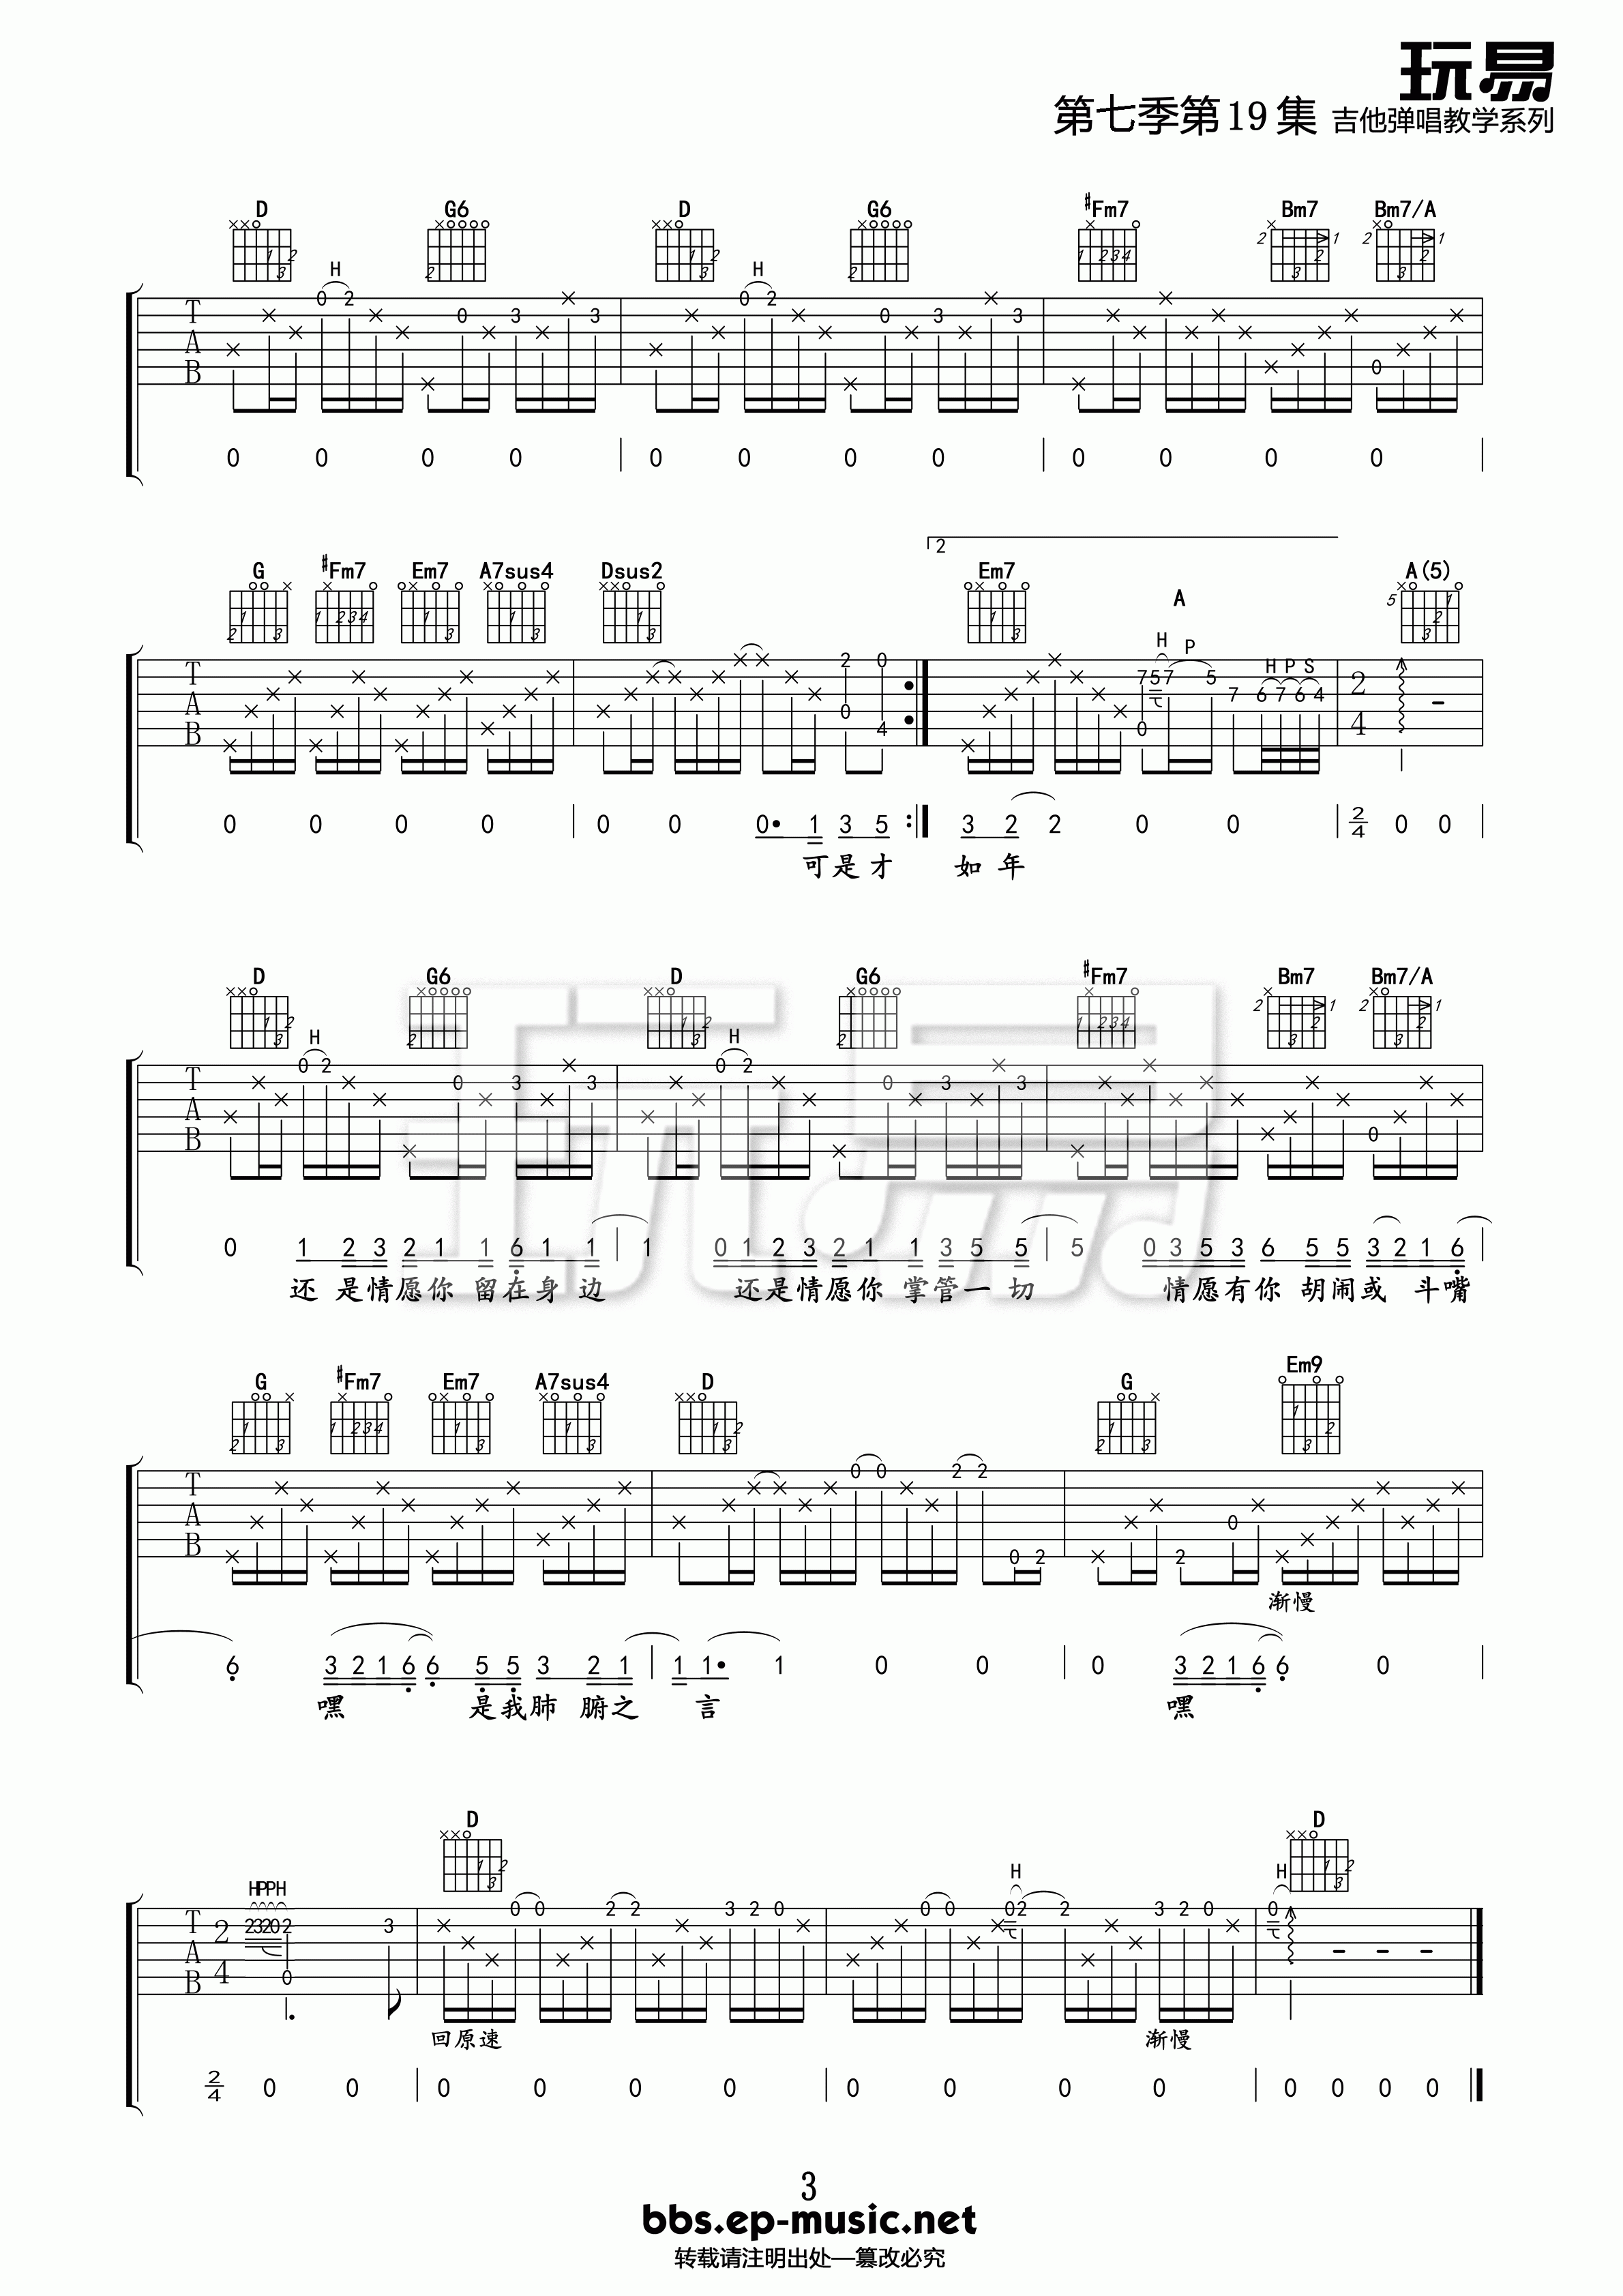 玩易
第七季第19集 吉他弹唱教学系列
D G6 D G6 #Fm7 Bm7 Bm7/A
H H
T A B
0 0 0 0 0 0 0 0 0 0 0 0
2
G #Fm7 Em7 A7sus4 Dsus2 Em7 A A(5)
H P H P S
T A B
0 0 0 0 0 0 0· 1 3 5 3 2 2 0 0 2/4 0 0
可是才 如年
D G6 D G6 #Fm7 Bm7 Bm7/A
H H
T A B
0 1 2 3 2 1 1 6 1 1 1 0 1 2 3 2 1 1 3 5 5 5 0 3 5 3 6 5 5 3 2 1 6
还是情愿你留在身边 还是情愿你掌管一切 情愿有你胡闹或斗嘴
G #Fm7 Em7 A7sus4 D G Em9
T A B
渐慢
6 3 2 1 6 6 5 5 3 2 1 1 1· 1 0 0 0 3 2 1 6 6 0
嘿 是我肺腑之言 嘿
D D
HPPH H H
T A B
回原速 渐慢
2/4 0 0 0 0 0 0 0 0 0 0 0 0 0 0
3
bbs.ep-music.net
转载请注明出处—篡改必究